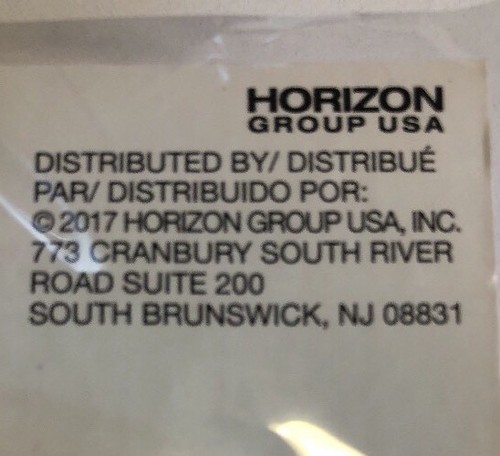 HORIZON
GROUP USA
DISTRIBUTED BY/ DISTRIBUÉ
PAR/ DISTRIBUIDO POR:
© 2017 HORIZON GROUP USA, INC.
773 CRANBURY SOUTH RIVER
ROAD SUITE 200
SOUTH BRUNSWICK, NJ 08831